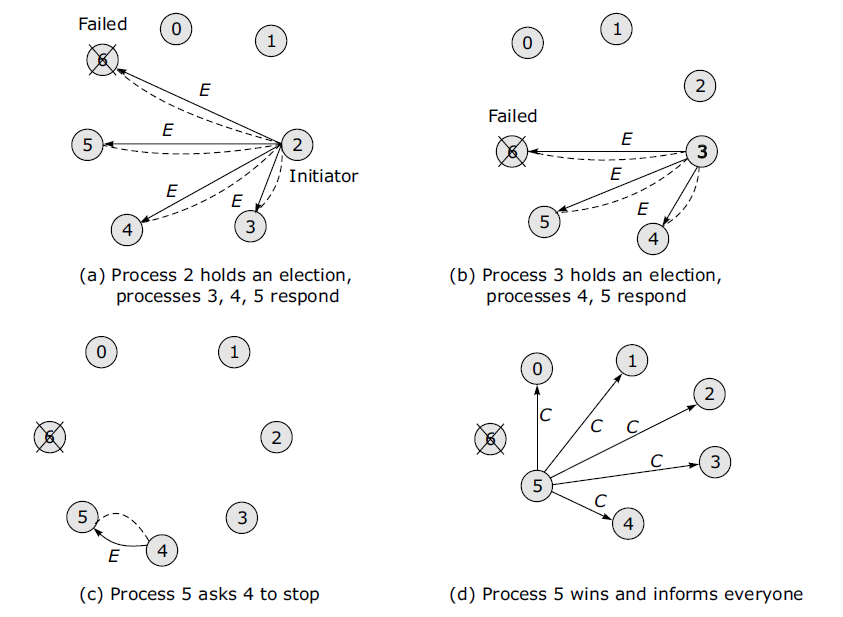 Failed
0
1
6
E
5
E
2
Initiator
E
E
4
3
(a) Process 2 holds an election,
processes 3, 4, 5 respond
0
1
2
Failed
6
E
3
E
5
E
4
(b) Process 3 holds an election,
processes 4, 5 respond
0
1
6
2
5
3
E
4
(c) Process 5 asks 4 to stop
0
1
2
C
C
C
6
3
C
5
C
4
(d) Process 5 wins and informs everyone